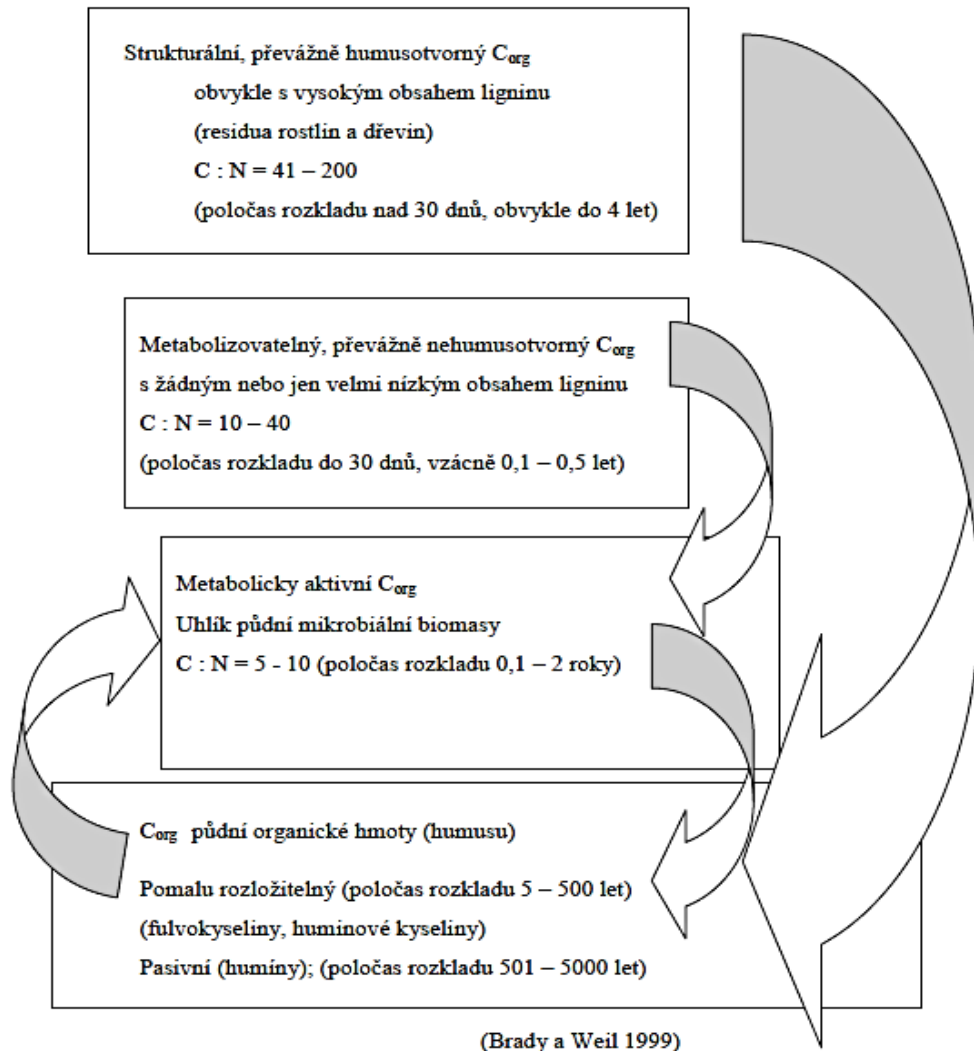 Strukturální, převážně humusotvorný Corg
obvykle s vysokým obsahem ligninu
(residua rostlin a dřevin)
C : N = 41 – 200
(poločas rozkladu nad 30 dnů, obvykle do 4 let)
Metabolizovatelný, převážně nehumusotvorný Corg
s žádným nebo jen velmi nízkým obsahem ligninu
C : N = 10 – 40
(poločas rozkladu do 30 dnů, vzácně 0,1 – 0,5 let)
Metabolicky aktivní Corg
Uhlík půdní mikrobiální biomasy
C : N = 5 - 10 (poločas rozkladu 0,1 – 2 roky)
Corg půdní organické hmoty (humusu)
Pomalu rozložitelný (poločas rozkladu 5 – 500 let)
(fulvokyseliny, huminové kyseliny)
Pasivní (humíny); (poločas rozkladu 501 – 5000 let)
(Brady a Weil 1999)